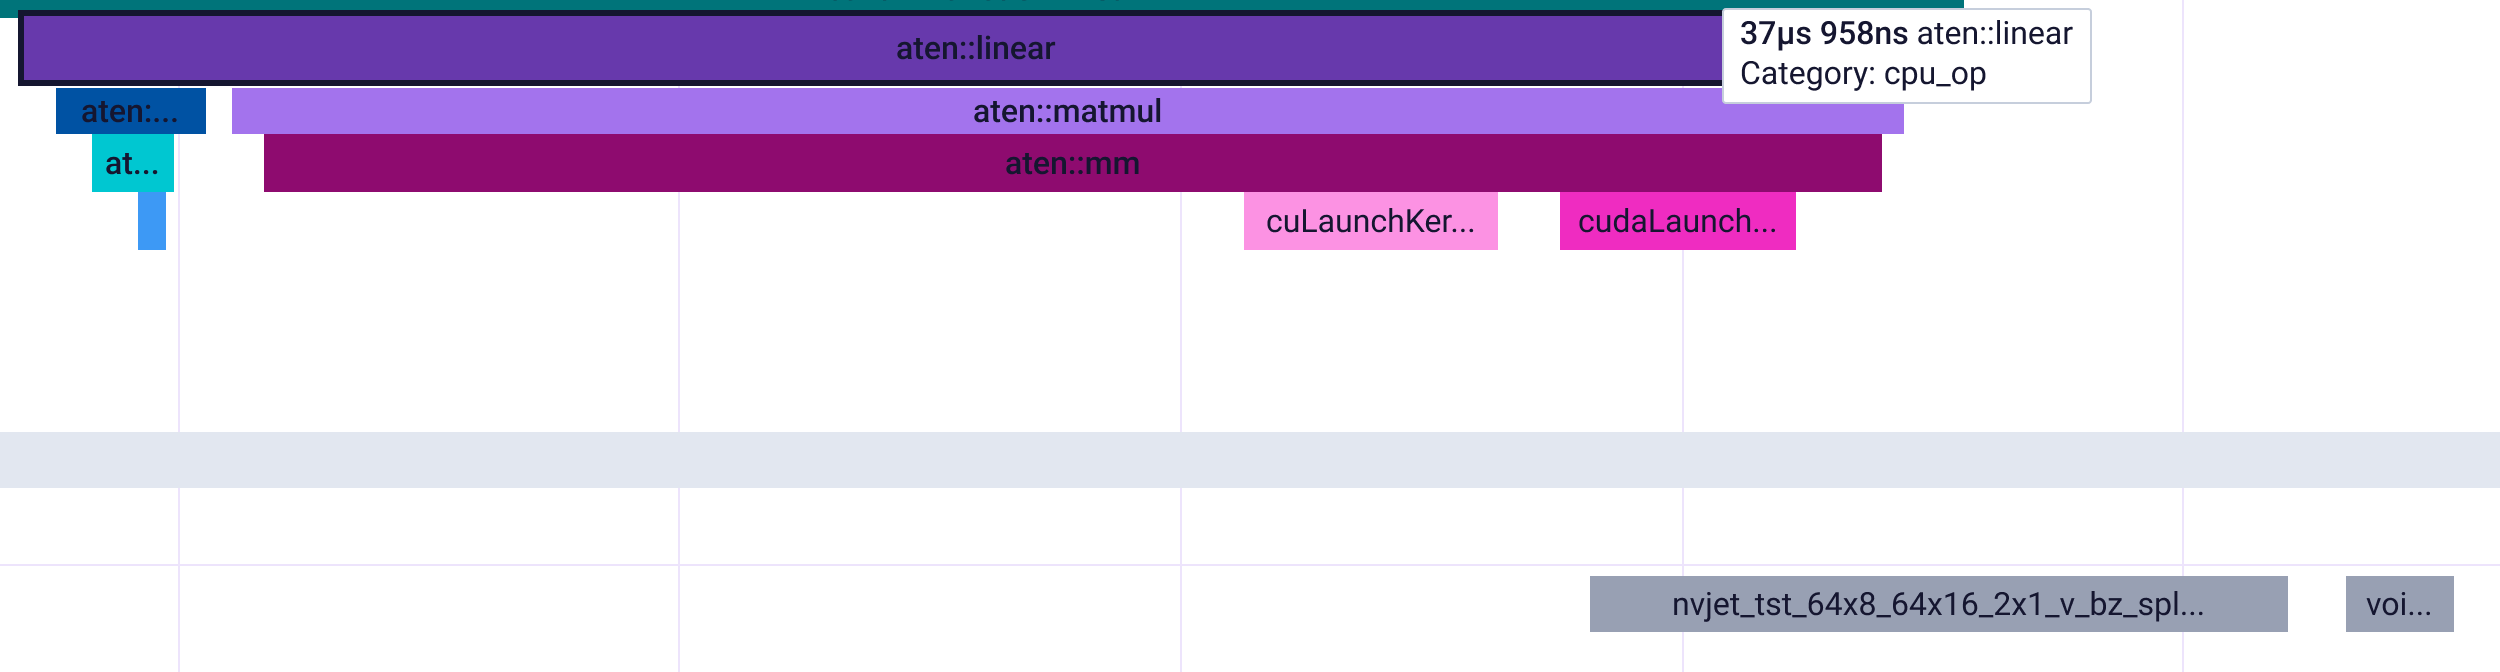 aten::linear
37µs 958ns aten::linear
Category: cpu_op
aten:...
aten::matmul
at...
aten::mm
cuLaunchKer...
cudaLaunch...
nvjet_tst_64x8_64x16_2x1_v_bz_spl...
voi...